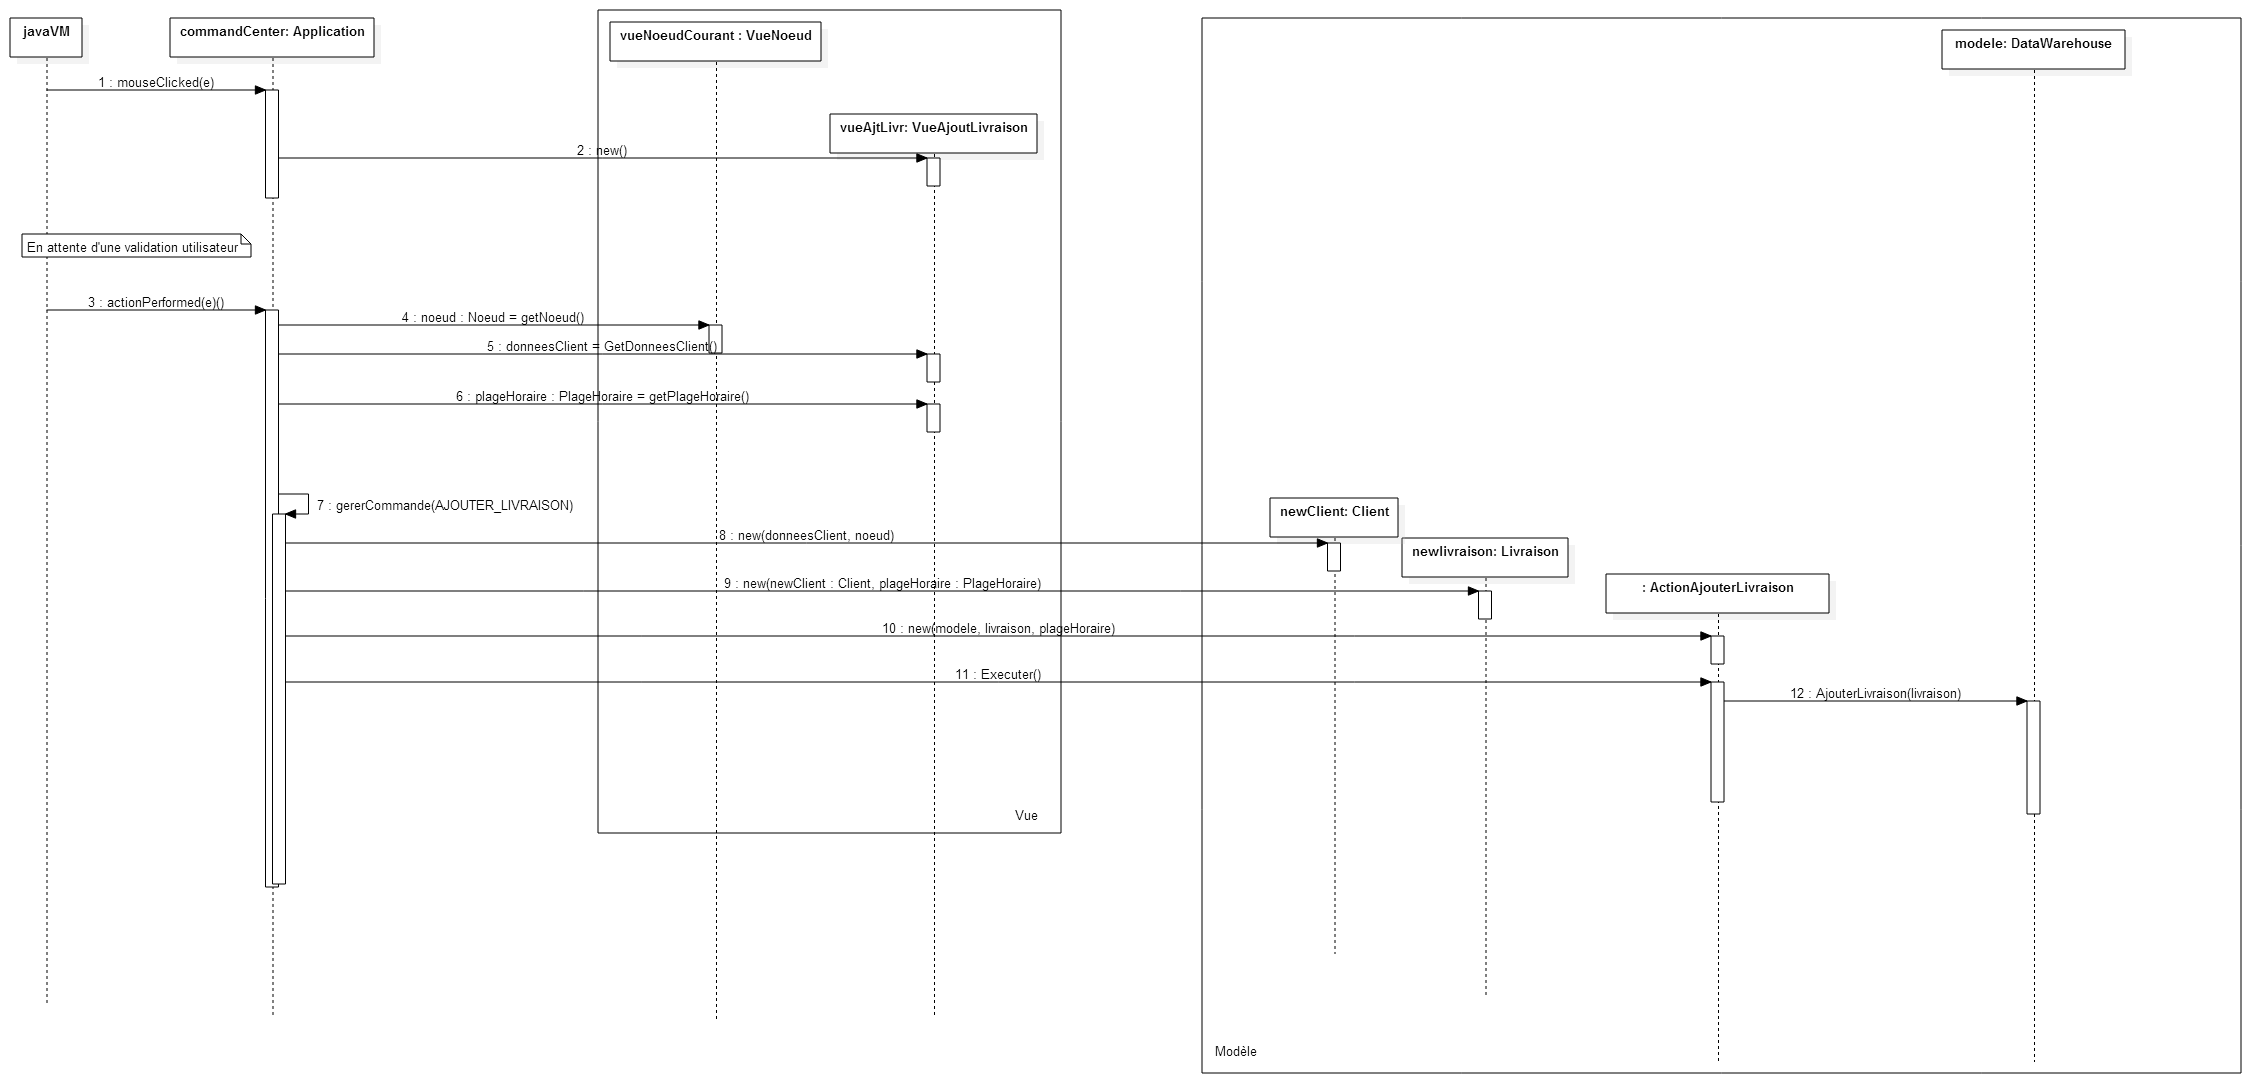 javaVM
commandCenter: Application
vueNoeudCourant : VueNoeud
modele: DataWarehouse
1 : mouseClicked(e)
vueAjtLivr: VueAjoutLivraison
2 : new()
En attente d'une validation utilisateur
3 : actionPerformed(e)()
4 : noeud : Noeud = getNoeud()
5 : donneesClient = GetDonneesClient()
6 : plageHoraire : PlageHoraire = getPlageHoraire()
7 : gererCommande(AJOUTER_LIVRAISON)
newClient: Client
8 : new(donneesClient, noeud)
newlivraison: Livraison
9 : new(newClient : Client, plageHoraire : PlageHoraire)
: ActionAjouterLivraison
10 : new(modele, livraison, plageHoraire)
11 : Executer()
12 : AjouterLivraison(livraison)
Vue
Modèle